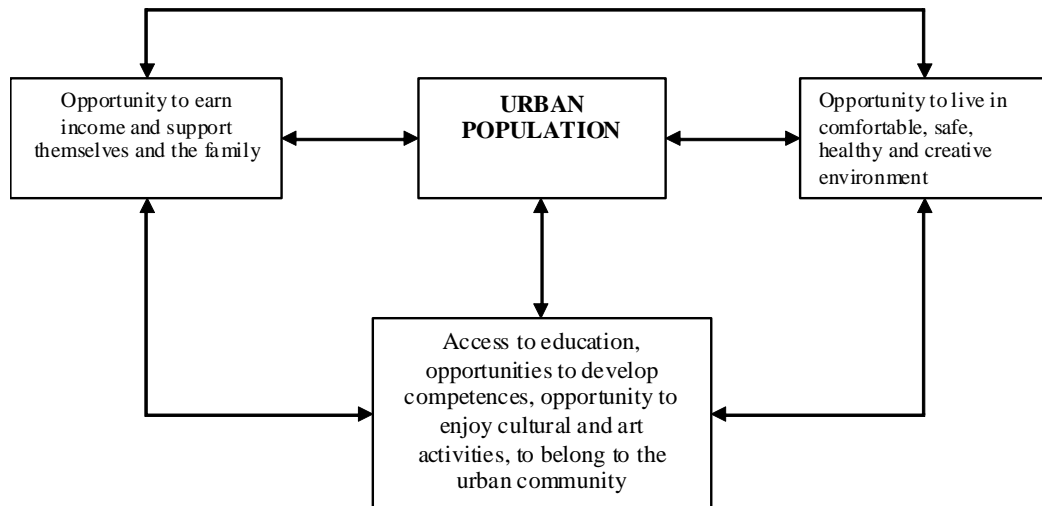 Opportunity to earn
income and support
themselves and the family
URBAN
POPULATION
Opportunity to live in
comfortable, safe,
healthy and creative
environment
Access to education,
opportunities to develop
competences, opportunity to
enjoy cultural and art
activities, to belong to the
urban community